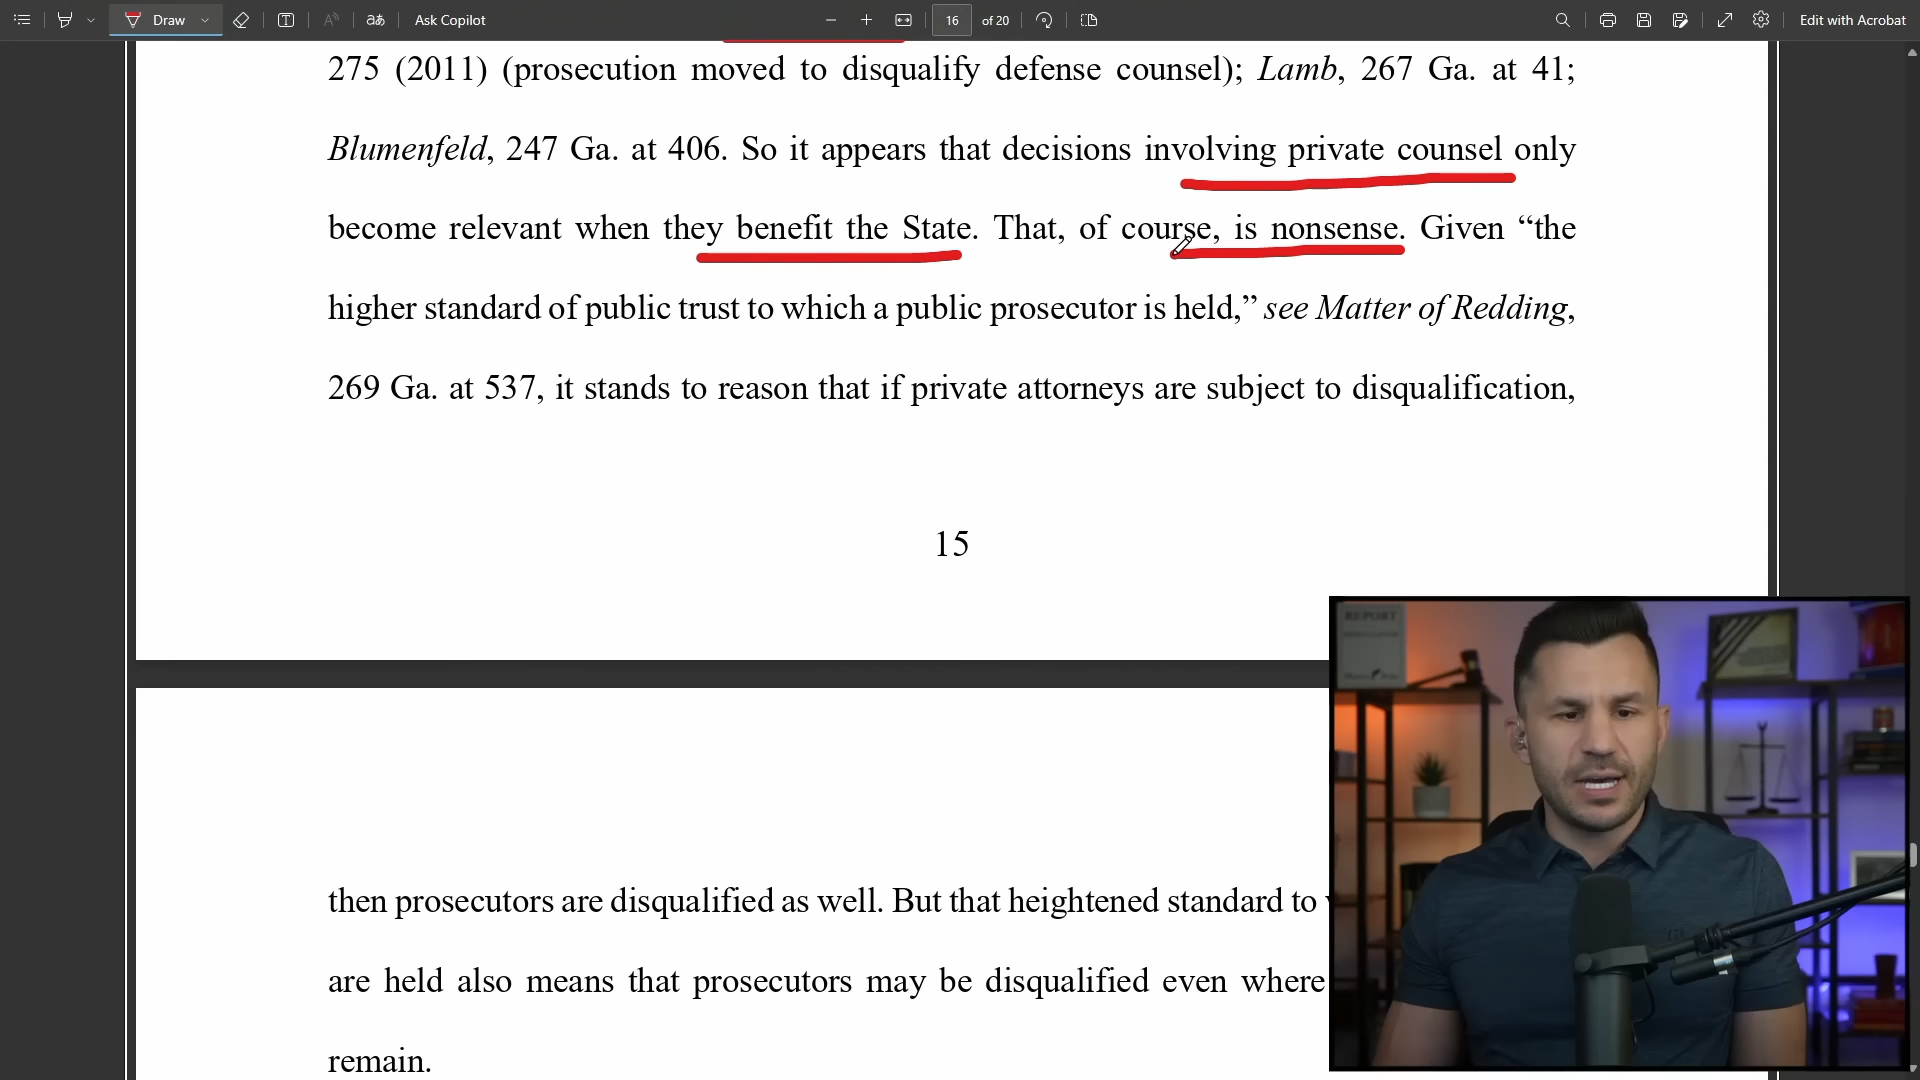 Draw
aあ
Ask Copilot
16
of 20
Edit with Acrobat
275 (2011) (prosecution moved to disqualify defense counsel); Lamb, 267 Ga. at 41;
Blumenfeld, 247 Ga. at 406. So it appears that decisions involving private counsel only
become relevant when they benefit the State. That, of course, is nonsense. Given “the
higher standard of public trust to which a public prosecutor is held,” see Matter of Redding,
269 Ga. at 537, it stands to reason that if private attorneys are subject to disqualification,
15
REPORT
then prosecutors are disqualified as well. But that heightened standard to
are held also means that prosecutors may be disqualified even where
remain.